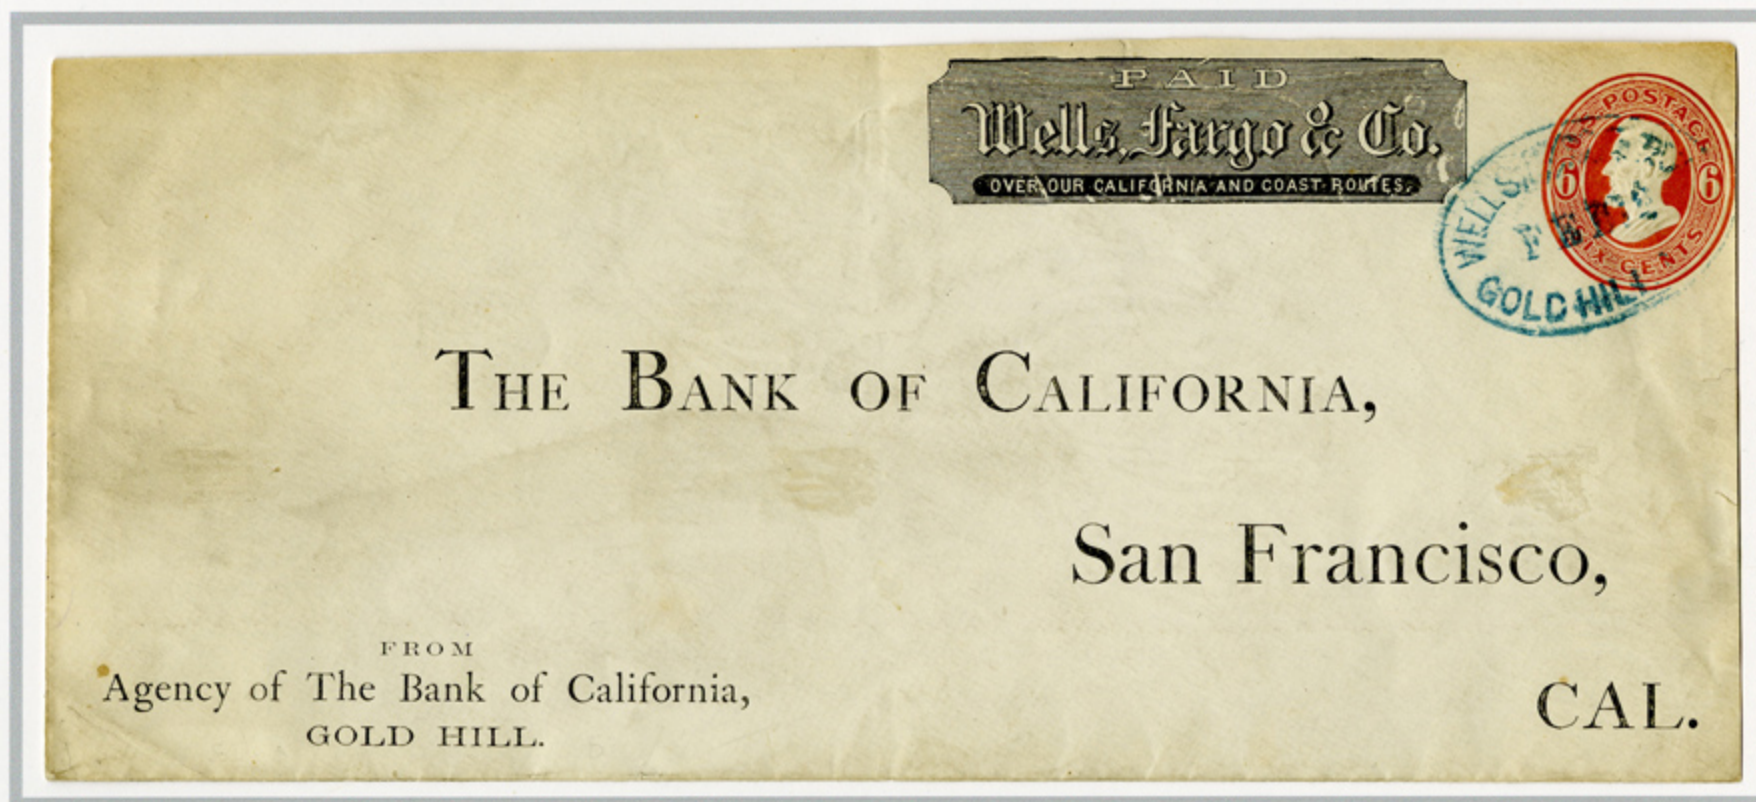 PAID
Wells, Fargo & Co.
OVER OUR CALIFORNIA AND COAST ROUTES.
U.S. POSTAGE
6 6
SIX CENTS
WELLS
GOLD HILL
THE BANK OF CALIFORNIA,
San Francisco,
CAL.
FROM
Agency of The Bank of California,
GOLD HILL.